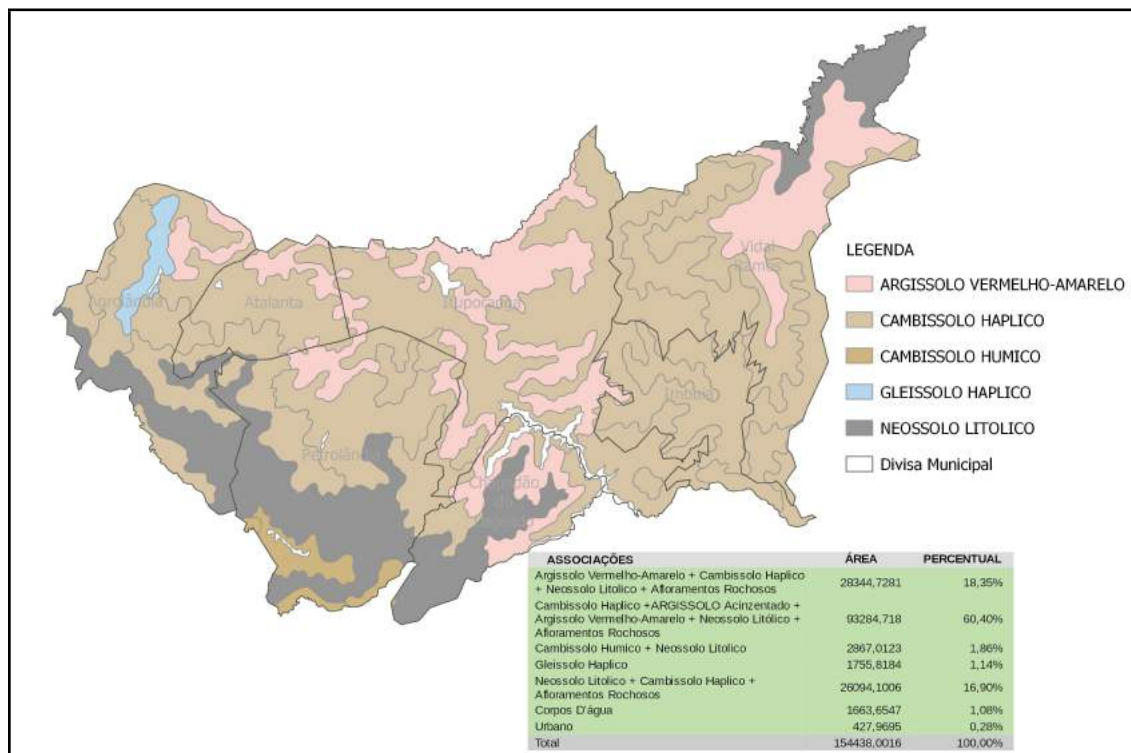 Vidal
Ramos
Agrolândia
Atalanta
Ituporanga
Imbuia
Petrolândia
Chapadão
do
LEGENDA
ARGISSOLO VERMELHO-AMARELO
CAMBISSOLO HAPLICO
CAMBISSOLO HUMICO
GLEISSOLO HAPLICO
NEOSSOLO LITOLICO
Divisa Municipal
ASSOCIAÇÕES ÁREA PERCENTUAL
Argissolo Vermelho-Amarelo + Cambissolo Haplico
+ Neossolo Litolico + Afloramentos Rochosos 28344,7281 18,35%
Cambissolo Haplico +ARGISSOLO Acinzentado +
Argissolo Vermelho-Amarelo + Neossolo Litólico + 93284,718 60,40%
Afloramentos Rochosos
Cambissolo Humico + Neossolo Litolico 2867,0123 1,86%
Gleissolo Haplico 1755,8184 1,14%
Neossolo Litolico + Cambissolo Haplico + 26094,1006 16,90%
Afloramentos Rochosos
Corpos D'água 1663,6547 1,08%
Urbano 427,9695 0,28%
Total 154438,0016 100,00%